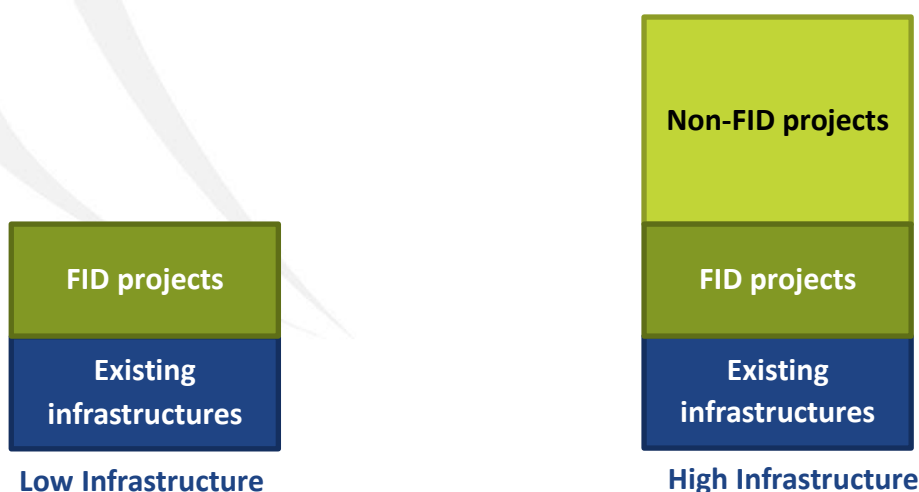 Non-FID projects
FID projects
FID projects
Existing
infrastructures
Existing
infrastructures
Low Infrastructure
High Infrastructure